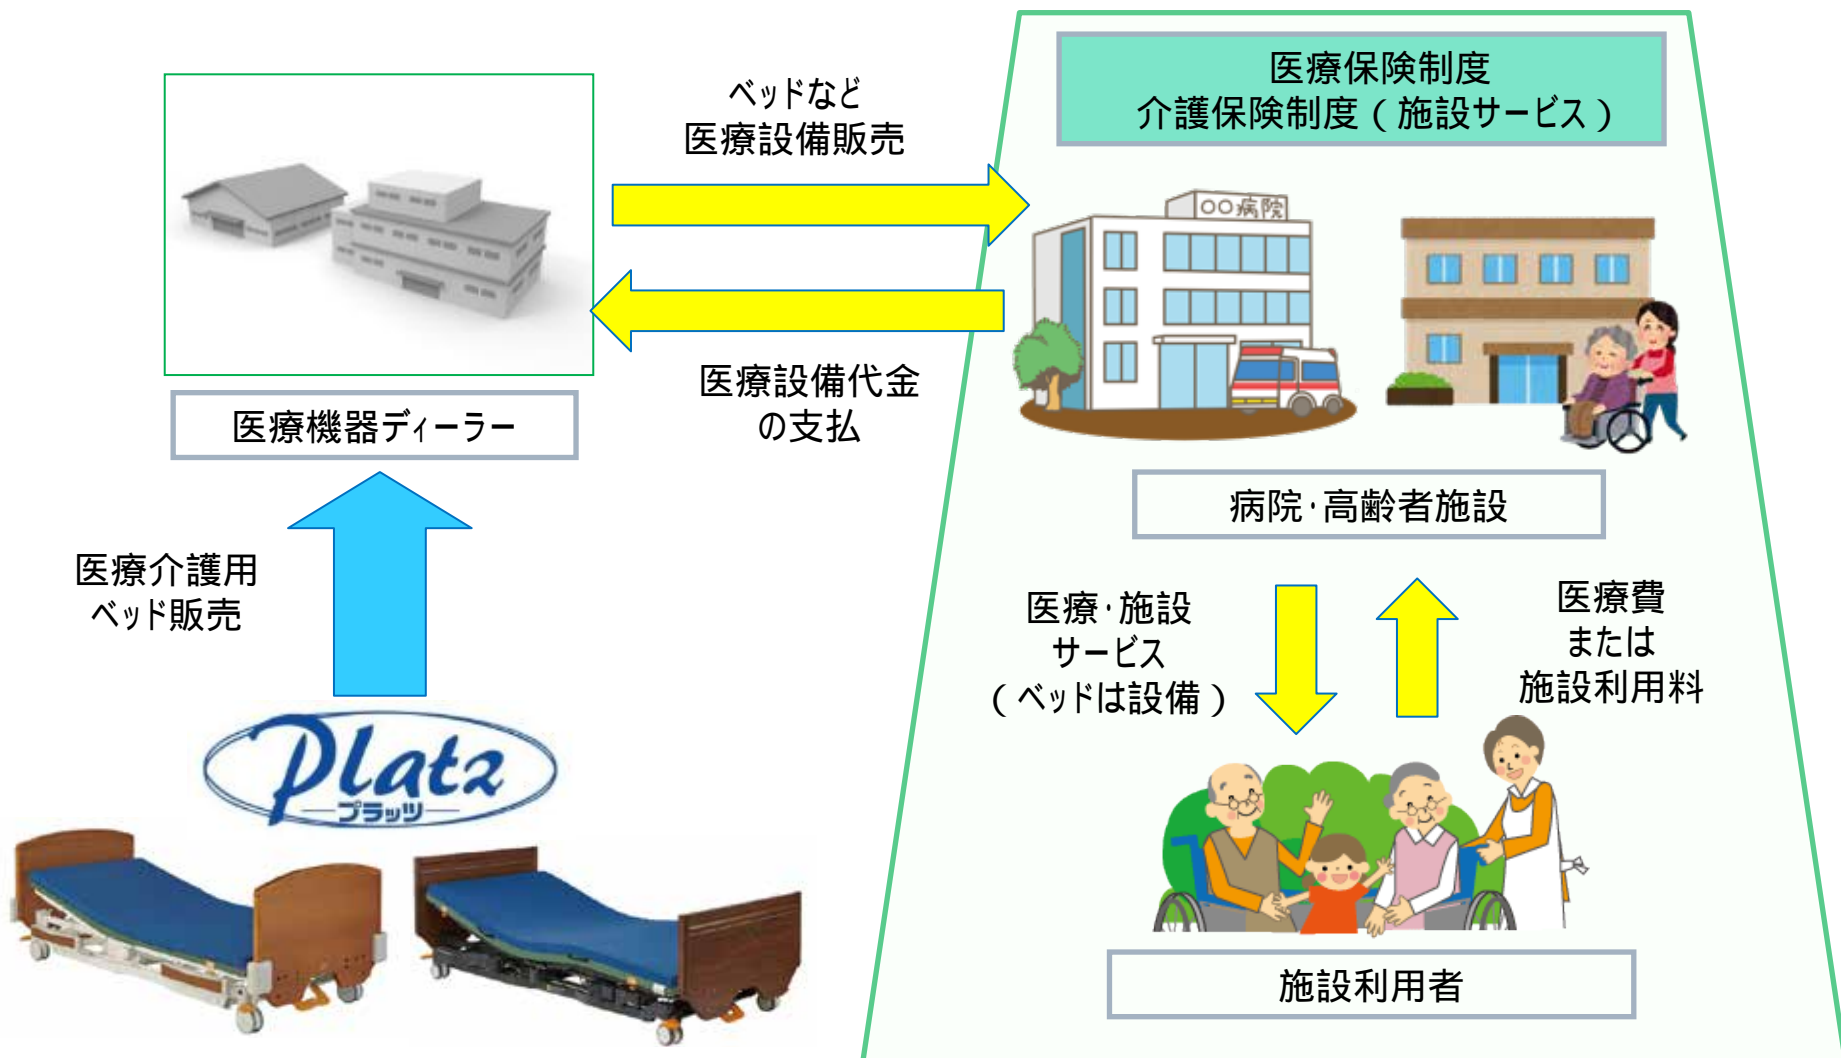 医療保険制度
介護保険制度（施設サービス）
ベッドなど
医療設備販売
〇〇病院
医療設備代金
の支払
医療機器ディーラー
病院・高齢者施設
医療介護用
ベッド販売
医療・施設
サービス
（ベッドは設備）
医療費
または
施設利用料
Platz
プラッツ
施設利用者